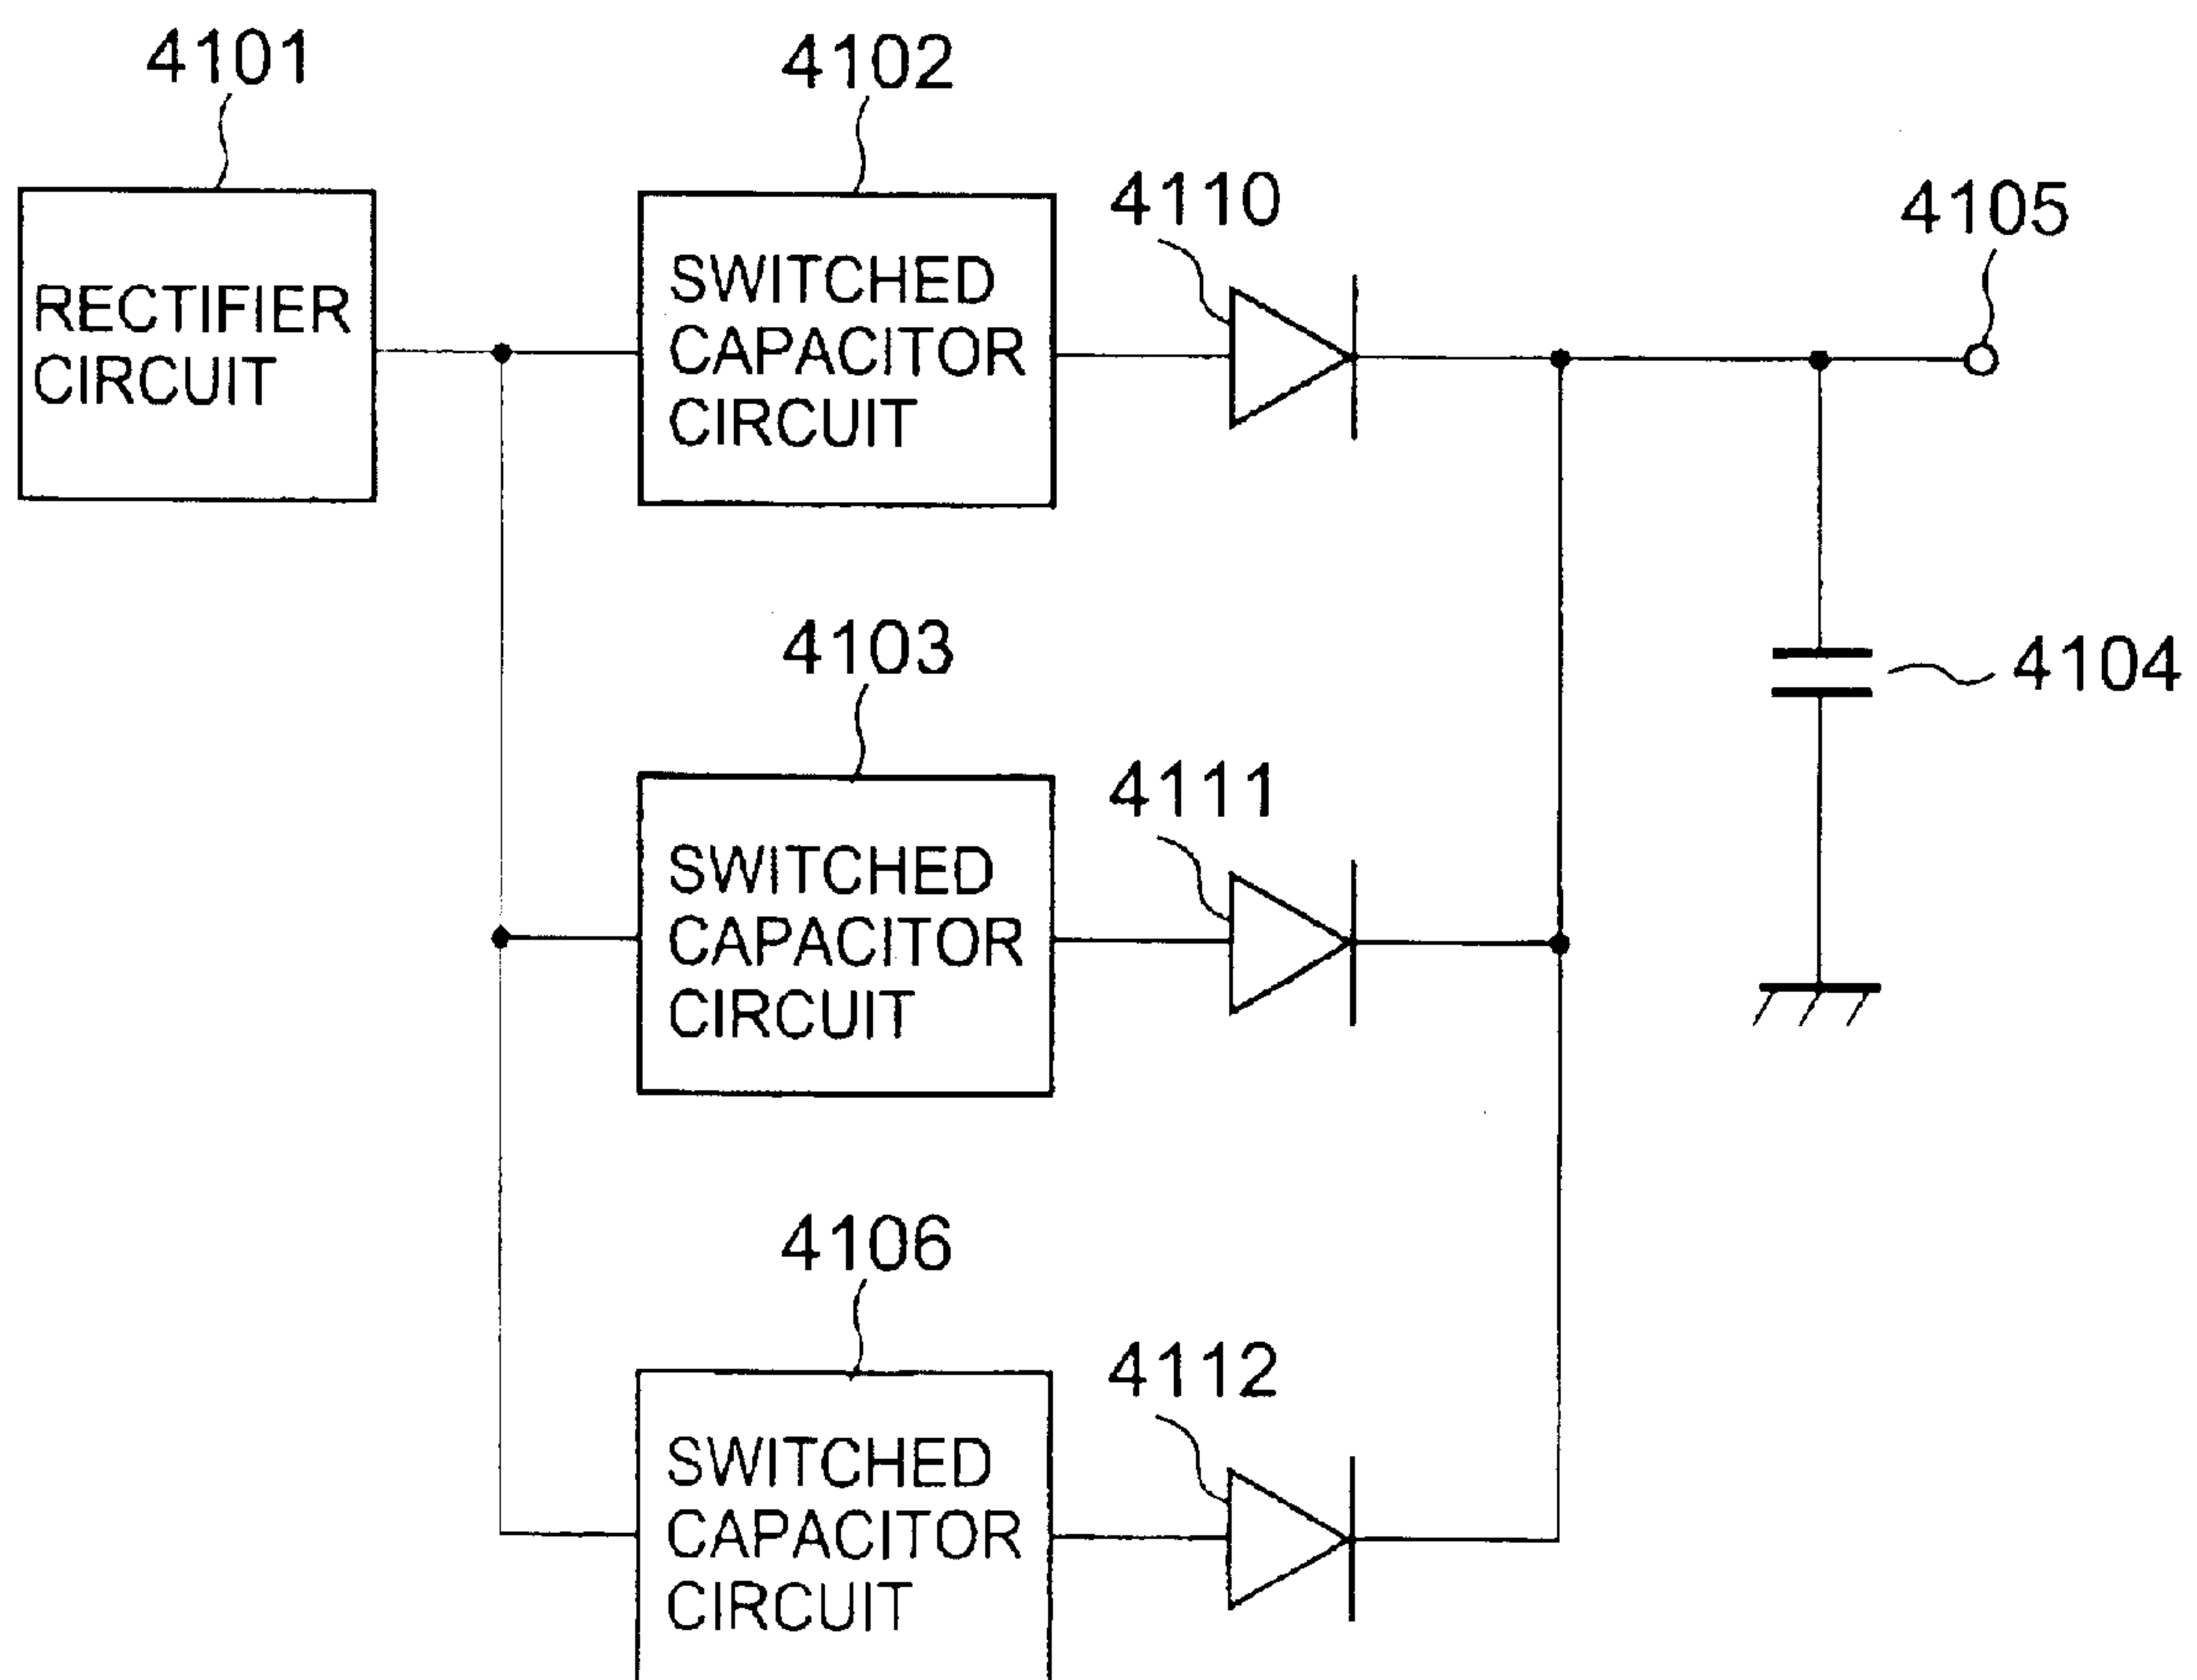 4101
4102
4110
4105
RECTIFIER
CIRCUIT
SWITCHED
CAPACITOR
CIRCUIT
4103
4104
4111
SWITCHED
CAPACITOR
CIRCUIT
4106
4112
SWITCHED
CAPACITOR
CIRCUIT